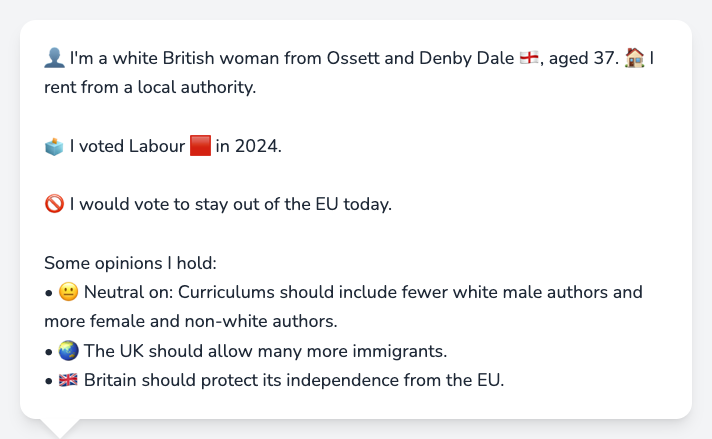 👤 I'm a white British woman from Ossett and Denby Dale 🏴󠁧󠁢󠁥󠁮󠁧󠁿, aged 37. 🏠 I
rent from a local authority.
🗳️ I voted Labour 🟥 in 2024.
🚫 I would vote to stay out of the EU today.
Some opinions I hold:
• 😐 Neutral on: Curriculums should include fewer white male authors and
more female and non-white authors.
• 🌏 The UK should allow many more immigrants.
• 🇬🇧 Britain should protect its independence from the EU.